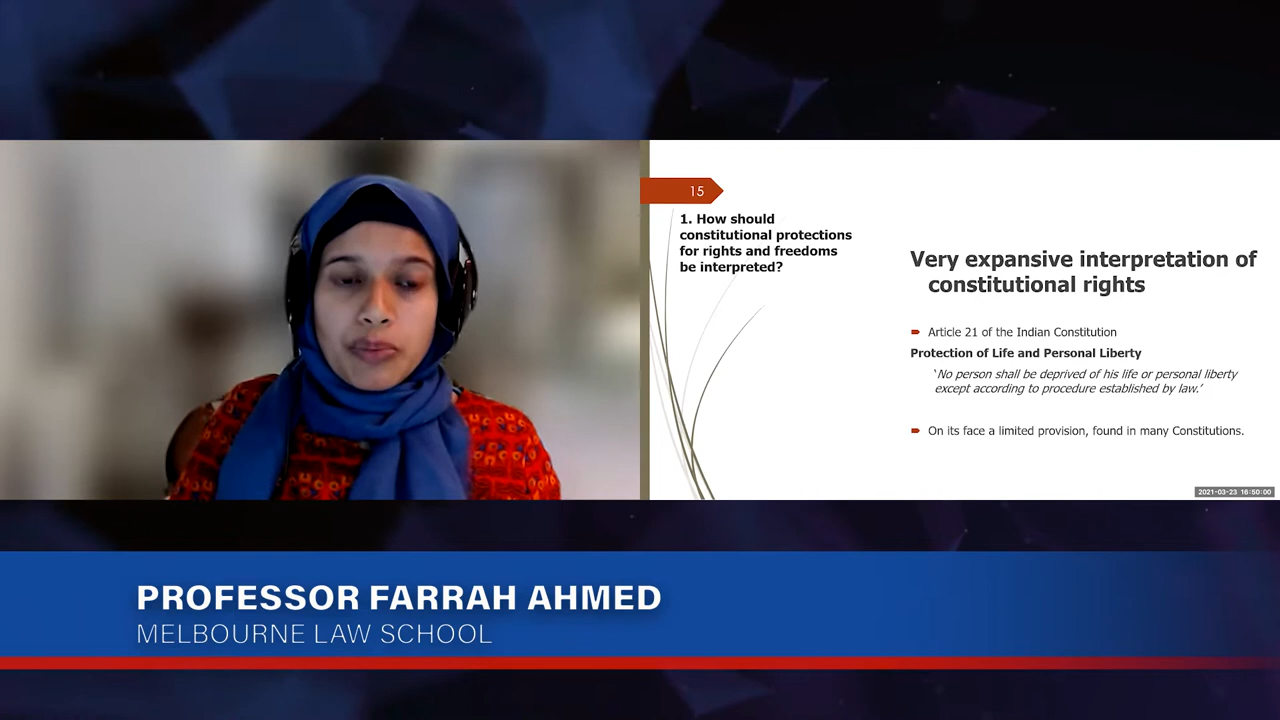 15
1. How should
constitutional protections
for rights and freedoms
be interpreted?
Very expansive interpretation of
constitutional rights
Article 21 of the Indian Constitution
Protection of Life and Personal Liberty
‘No person shall be deprived of his life or personal liberty
except according to procedure established by law.’
On its face a limited provision, found in many Constitutions.
2021-03-23 16:50:00
PROFESSOR FARRAH AHMED
MELBOURNE LAW SCHOOL